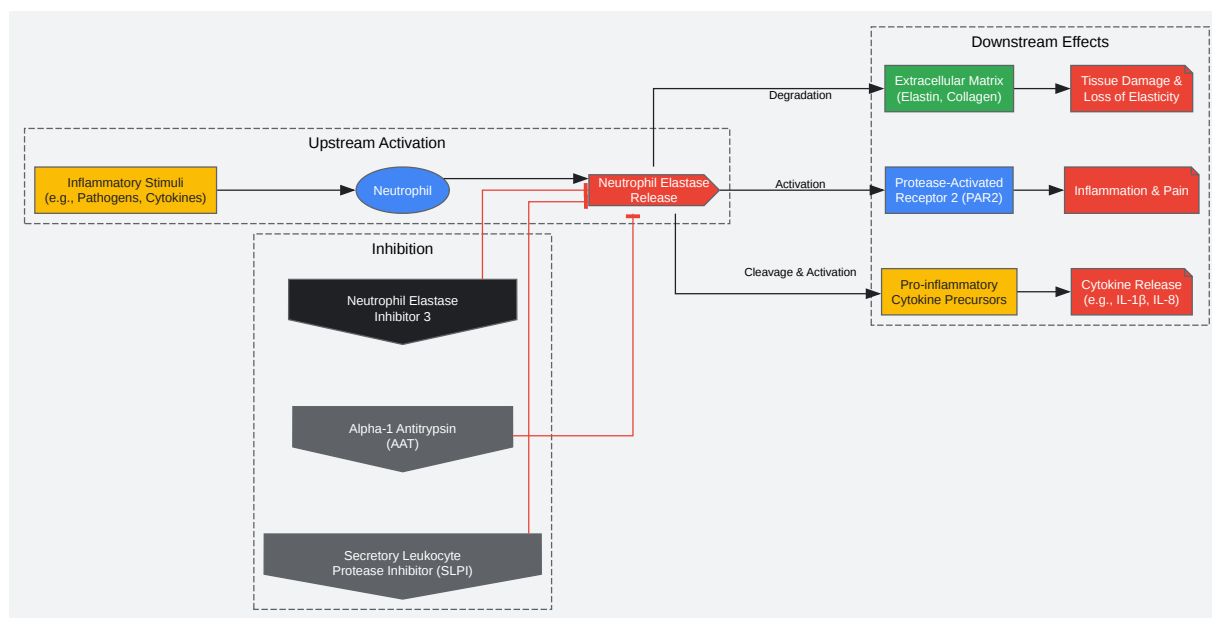 Downstream Effects
Extracellular Matrix
(Elastin, Collagen)
Tissue Damage &
Loss of Elasticity
Degradation
Upstream Activation
Inflammatory Stimuli
(e.g., Pathogens, Cytokines)
Neutrophil
Neutrophil Elastase
Release
Activation
Protease-Activated
Receptor 2 (PAR2)
Inflammation & Pain
Inhibition
Cleavage & Activation
Pro-inflammatory
Cytokine Precursors
Cytokine Release
(e.g., IL-1β, IL-8)
Neutrophil Elastase
Inhibitor 3
Alpha-1 Antitrypsin
(AAT)
Secretory Leukocyte
Protease Inhibitor (SLPI)